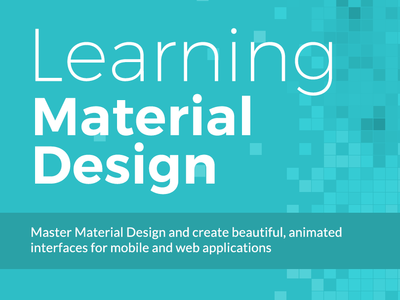 Learning
Material
Design
Master Material Design and create beautiful, animated
interfaces for mobile and web applications